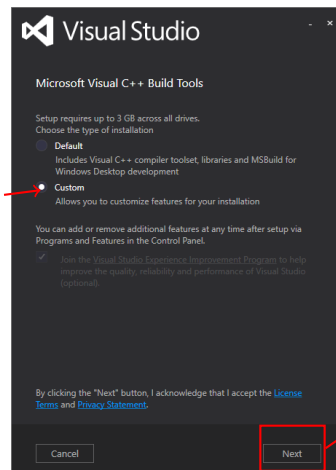 Visual Studio
Microsoft Visual C++ Build Tools
Setup requires up to 3 GB across all drives.
Choose the type of installation
Default
Includes Visual C++ compiler toolset, libraries and MSBuild for
Windows Desktop development
Custom
Allows you to customize features for your installation
You can add or remove additional features at any time after setup via
Programs and Features in the Control Panel.
Join the Visual Studio Experience Improvement Program to help
improve the quality, reliability and performance of Visual Studio
(optional).
By clicking the "Next" button, I acknowledge that I accept the License
Terms and Privacy Statement.
Cancel
Next